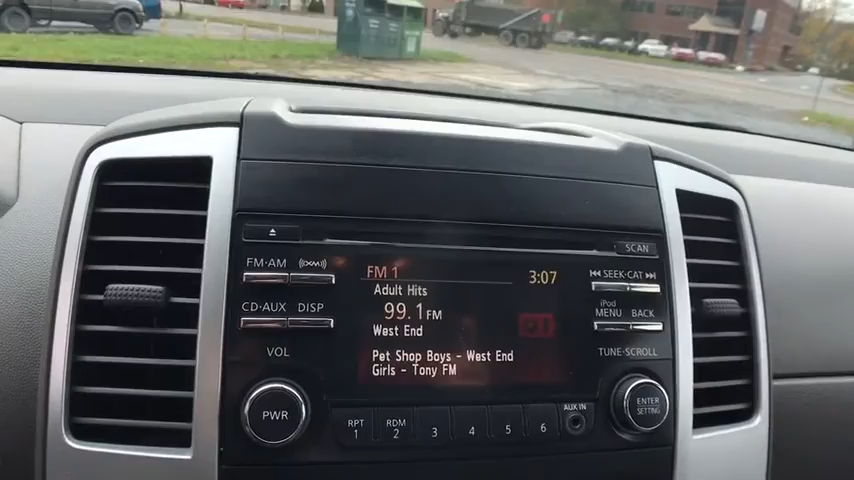 SCAN
FM·AM
((XM))
FM 1
3:07
SEEK·CAT
Adult Hits
CD·AUX
DISP
99.1FM
iPod
MENU
BACK
West End
VOL
Pet Shop Boys - West End
Girls - Tony FM
TUNE·SCROLL
PWR
RPT
1
RDM
2
3
4
5
6
AUX IN
ENTER
SETTING